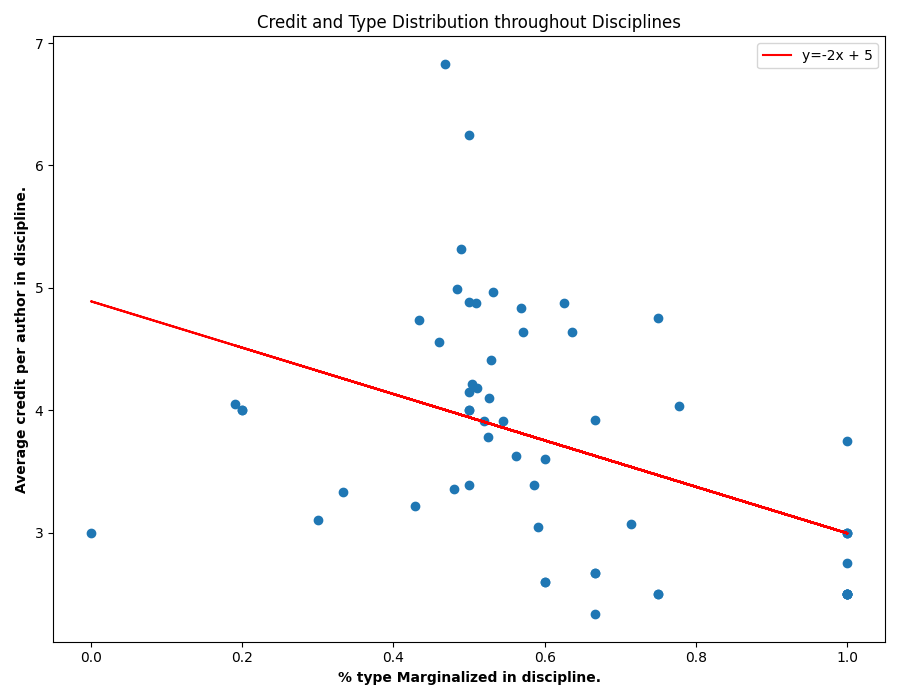 Credit and Type Distribution throughout Disciplines
y=-2x + 5
Average credit per author in discipline.
7
6
5
4
3
0.0 0.2 0.4 0.6 0.8 1.0
% type Marginalized in discipline.